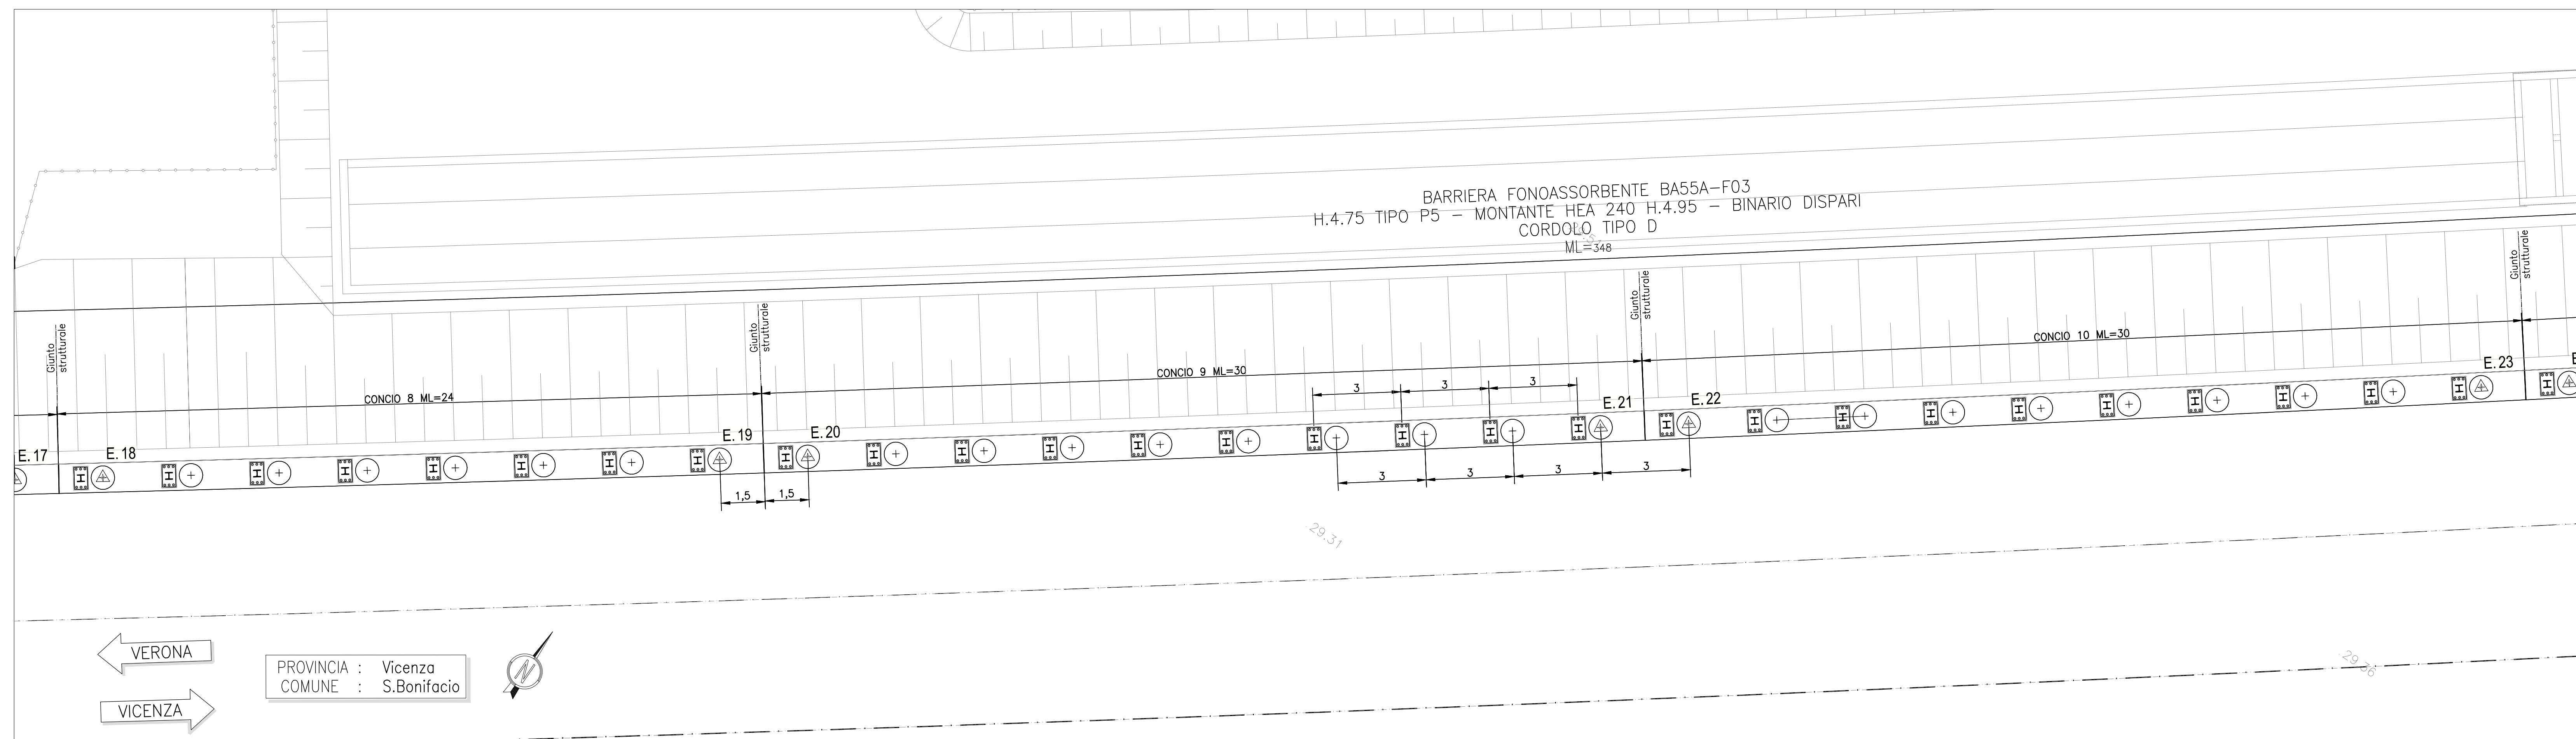 BARRIERA FONOASSORBENTE BA55A-F03
H.4.75 TIPO P5 - MONTANTE HEA 240 H.4.95 - BINARIO DISPARI
CORDOLO TIPO D
ML=348
Giunto
strutturale
Giunto
strutturale
Giunto
strutturale
Giunto
strutturale
CONCIO 8 ML=24
CONCIO 9 ML=30
CONCIO 10 ML=30
3
3
3
E.17
E.18
E.19
E.20
E.21
E.22
E.23
1,5
1,5
3
3
3
3
29.31
29.36
VERONA
VICENZA
PROVINCIA : Vicenza
COMUNE : S.Bonifacio
N